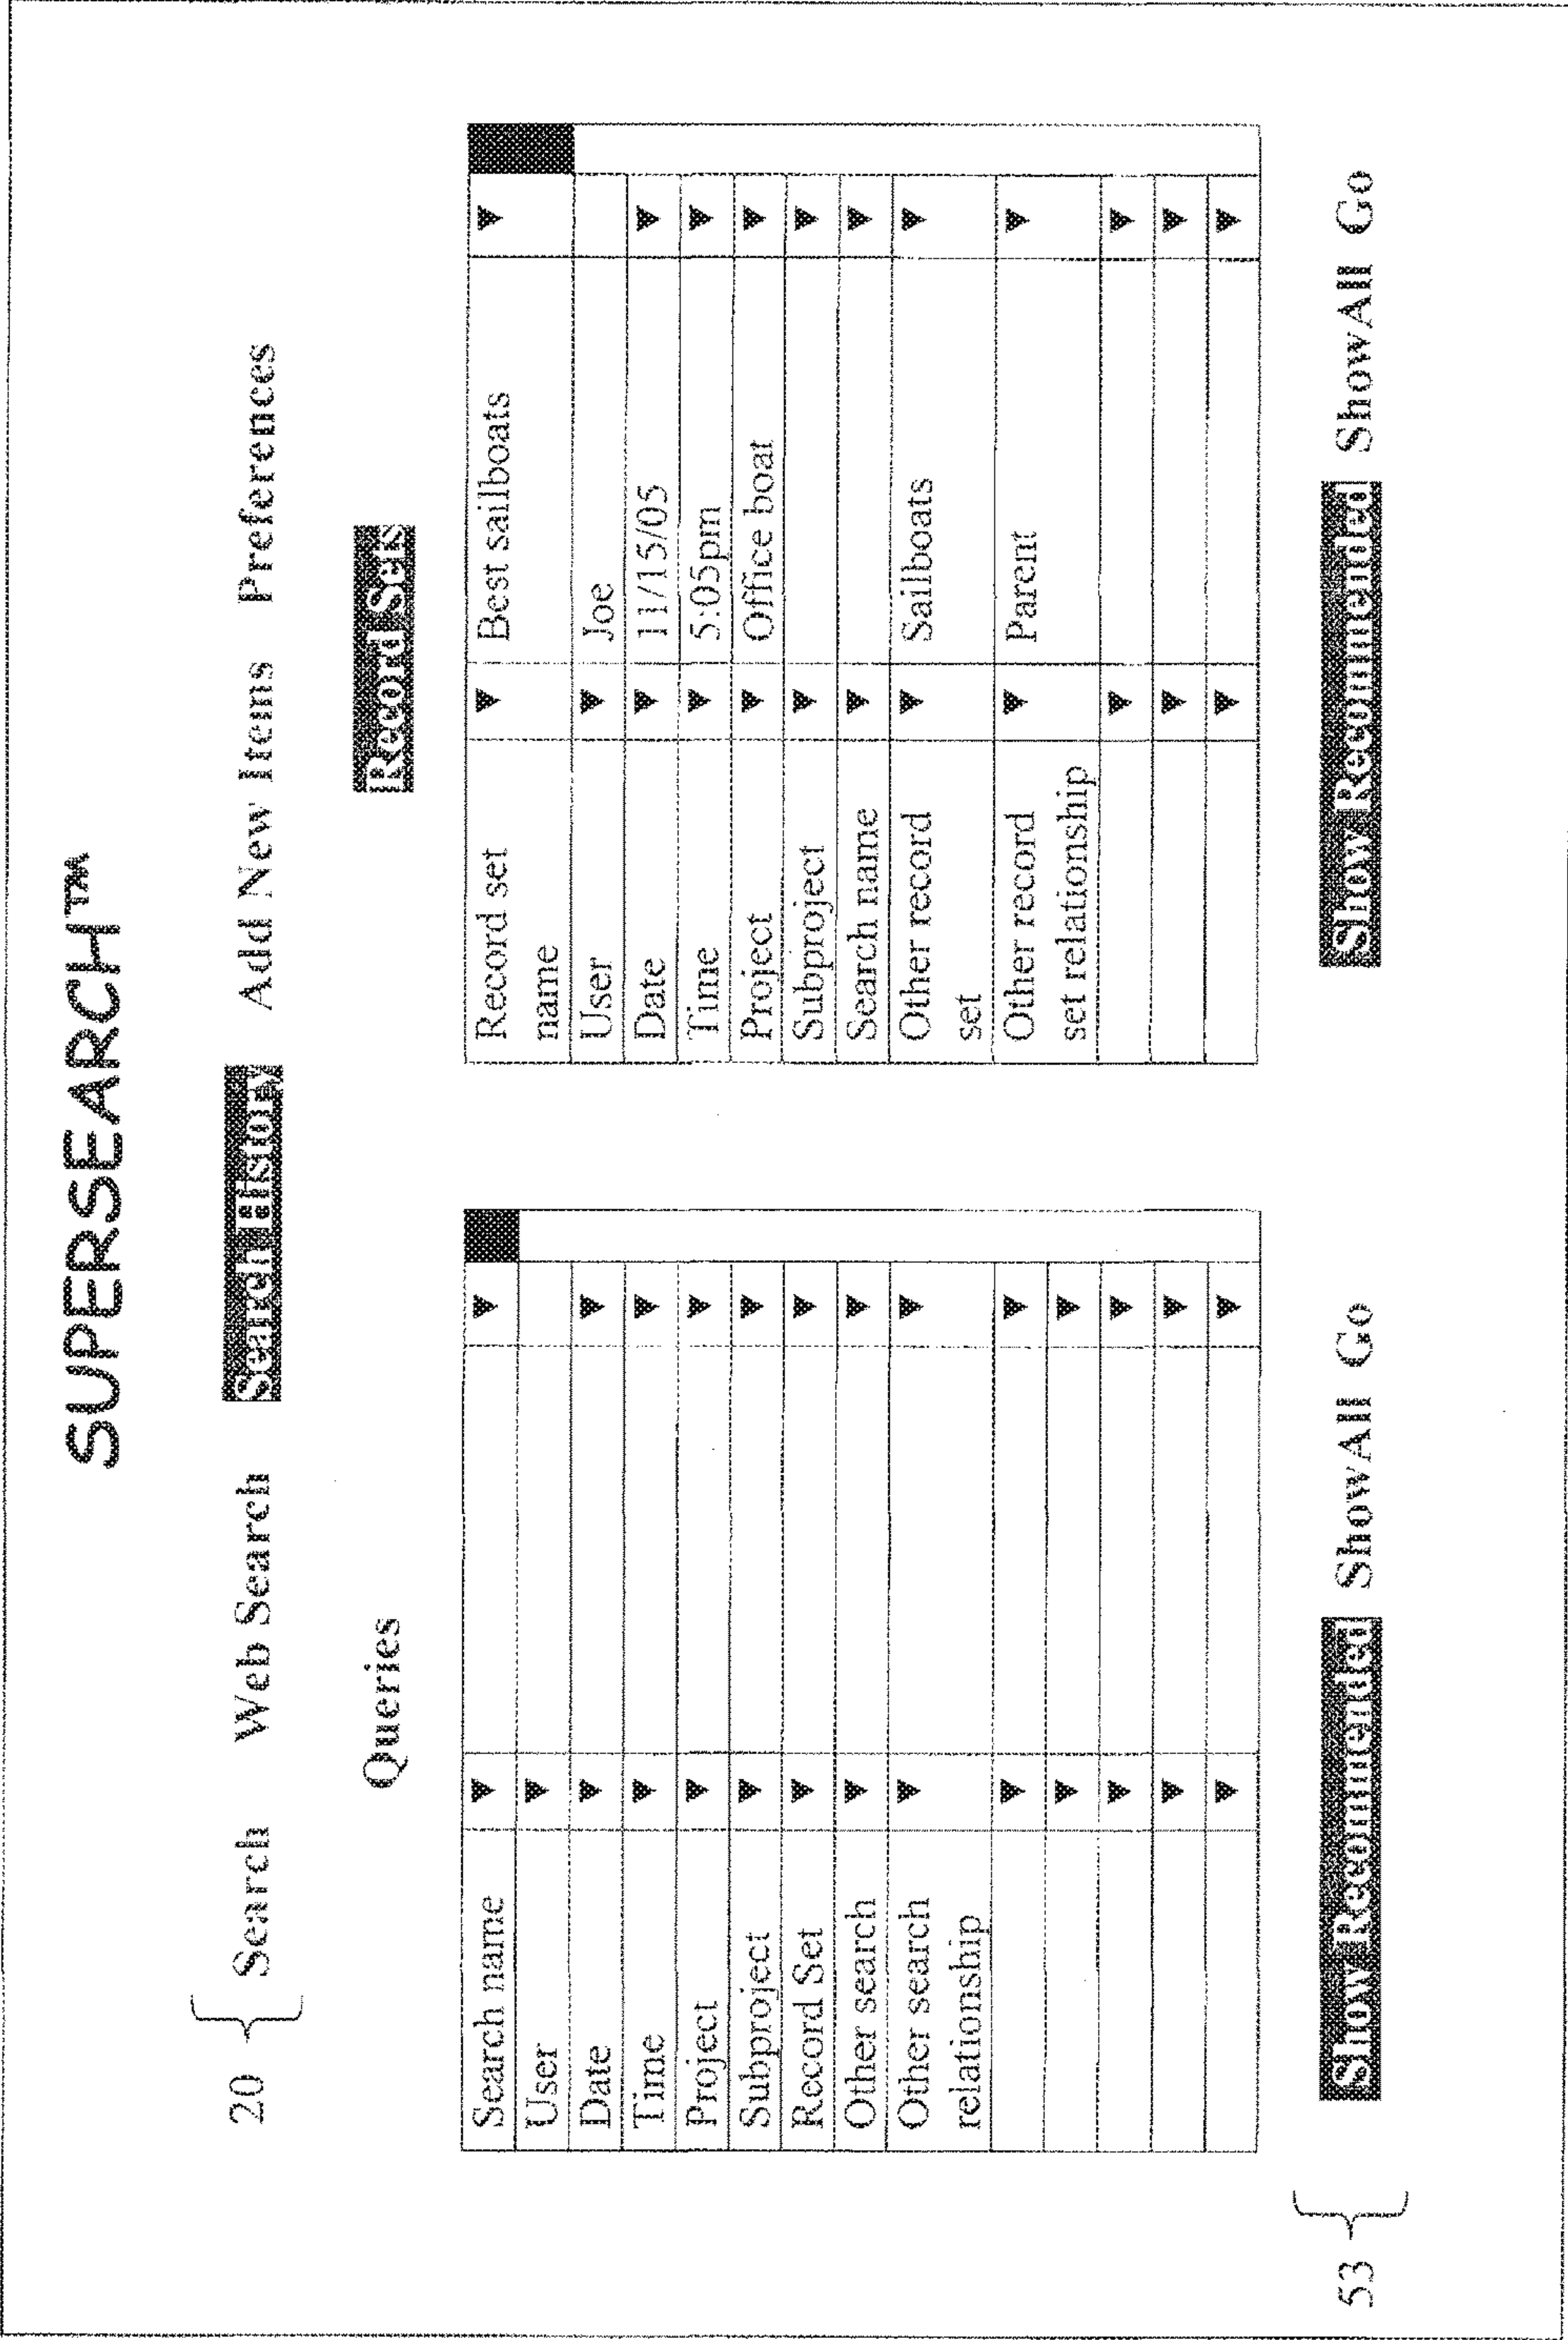 SUPERSEARCH™
20 Search Web Search Search History Add New Items Preferences
Queries
Search name
User
Date
Time
Project
Subproject
Record Set
Other search
Other search
relationship
Record Sets
Record set Best sailboats
name
User Joe
Date 11/15/05
Time 5:05pm
Project Office boat
Subproject
Search name
Other record Sailboats
set
Other record Parent
set relationship
53 Show Recommended ShowAll Go
Show Recommended ShowAll Go